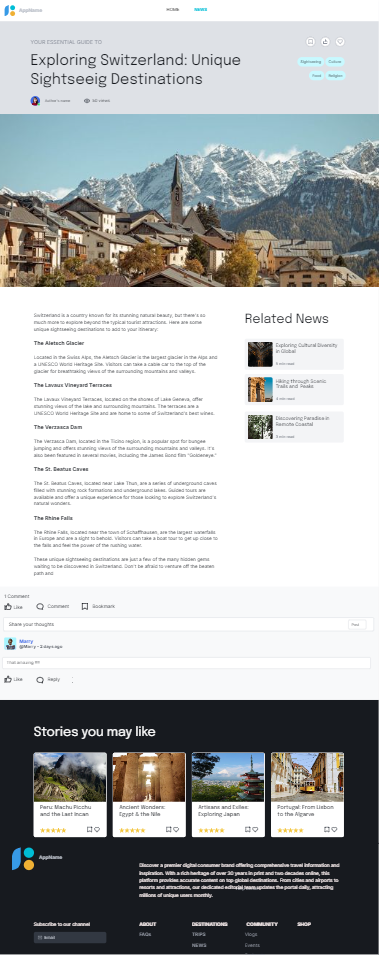 AppName
HOME NEWS
YOUR ESSENTIAL GUIDE TO
Exploring Switzerland: Unique
Sightseeig Destinations
Author's name
Sightseeing Culture
Food Religion
Switzerland is a country known for its stunning natural beauty, but there's so
much more to explore beyond the typical tourist attractions. Here are some
unique sightseeing destinations to add to your itinerary:
The Aletsch Glacier
Located in the Swiss Alps, the Aletsch Glacier is the largest glacier in the Alps and
a UNESCO World Heritage Site. Visitors can take a cable car to the top of the
glacier for breathtaking views of the surrounding mountains and valleys.
The Lavaux Vineyard Terraces
The Lavaux Vineyard Terraces, located on the shores of Lake Geneva, offer
stunning views of the lake and surrounding mountains. The terraces are a
UNESCO World Heritage Site and are home to some of Switzerland's best wines.
The Verzasca Dam
The Verzasca Dam, located in the Ticino region, is a popular spot for bungee
jumping and offers stunning views of the surrounding mountains and valleys. It's
also been featured in several movies, including the James Bond film "Goldeneye."
The St. Beatus Caves
The St. Beatus Caves, located near Lake Thun, are a series of underground caves
filled with stunning rock formations and underground lakes. Guided tours are
available and a unique experience for those looking to explore Switzerland's
natural wonders.
The Rhine Falls
The Rhine Falls, located near the town of Schaffhausen, are the largest waterfalls
in Europe and are a sight to behold. Visitors can take a boat tour to get up close to
the falls and feel the power of the rushing water.
These unique sightseeing destinations are just a few of the many hidden gems
waiting to be discovered in Switzerland. Don't be afraid to venture off the beaten
path and
Related News
Exploring Cultural Diversity
in Global
5 min read
Hiking through Scenic
Trails and Peaks
Discovering Paradise in
Remote Coastal
1 Comment
Like Comment Bookmark
Share your thoughts
Post
Marry
@Marry - 2 days ago
Like Reply
Stories you may like
Peru: Machu Picchu
and the Last Incan
Ancient Wonders:
Egypt & the Nile
Artisans and Exiles:
Exploring Japan
Portugal: From Lisbon
to the Algarve
AppName
Discover a premier digital consumer brand offering comprehensive travel information and
inspiration. With a rich heritage of over 30 years in print and two decades online, this
platform provides accurate content on top global destinations. From cities and airports to
resorts and attractions, our dedicated editorial team updates the portal daily, attracting
millions of unique users monthly.
Subscribe to our channel
Email
ABOUT
FAQs
DESTINATIONS
TRIPS
NEWS
COMMUNITY
Vlogs
Events
SHOP